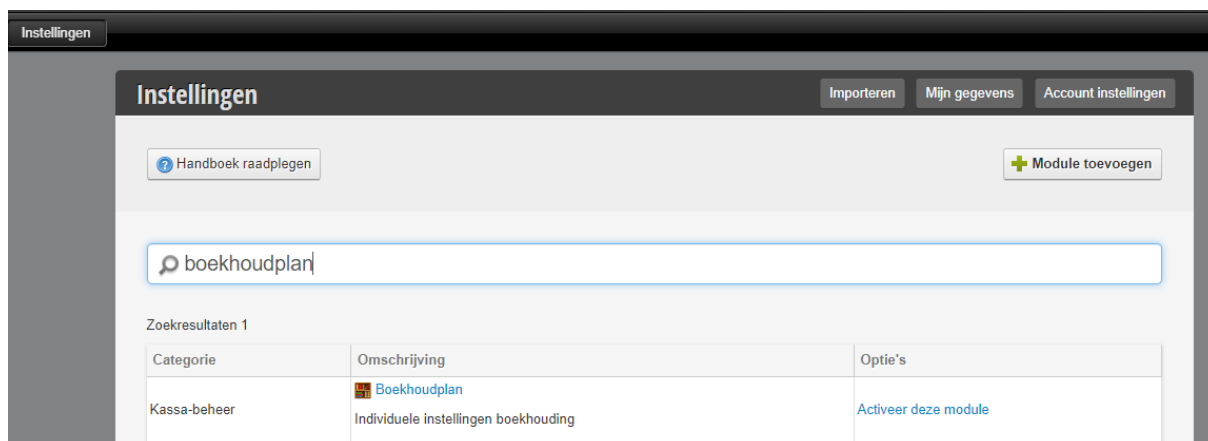 Instellingen
Instellingen
Importeren
Mijn gegevens
Account instellingen
Handboek raadplegen
Module toevoegen
boekhoudplan
Zoekresultaten 1
Categorie
Omschrijving
Optie's
Kassa-beheer
Boekhoudplan
Individuele instellingen boekhouding
Activeer deze module